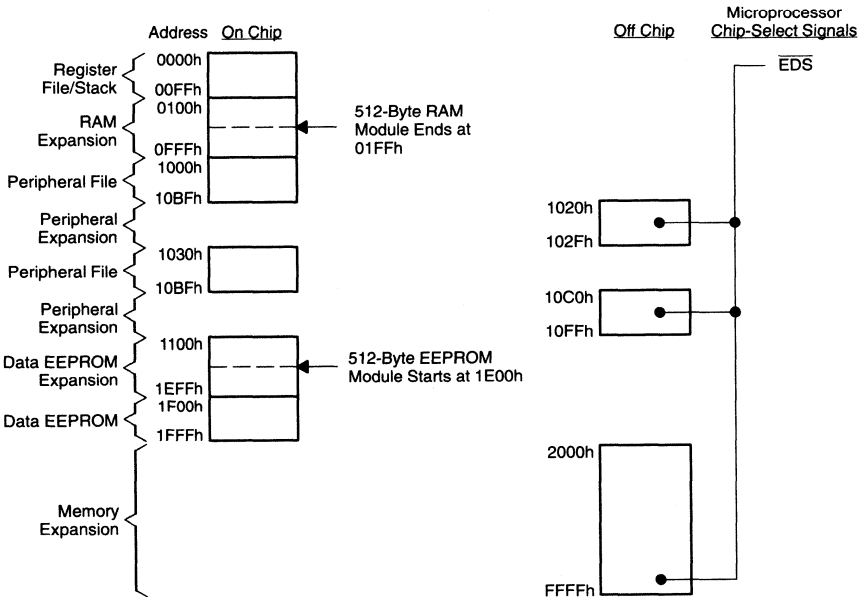 Microprocessor
Address On Chip Off Chip Chip-Select Signals
EDS
Register
File/Stack
0000h
00FFh
RAM
Expansion
0100h
0FFFh
512-Byte RAM
Module Ends at
01FFh
Peripheral File
1000h
10BFh
Peripheral
Expansion
1020h
102Fh
Peripheral File
1030h
10BFh
Peripheral
Expansion
10C0h
10FFh
Data EEPROM
Expansion
1100h
1EFFh
512-Byte EEPROM
Module Starts at 1E00h
Data EEPROM
1F00h
1FFFh
Memory
Expansion
2000h
FFFFh